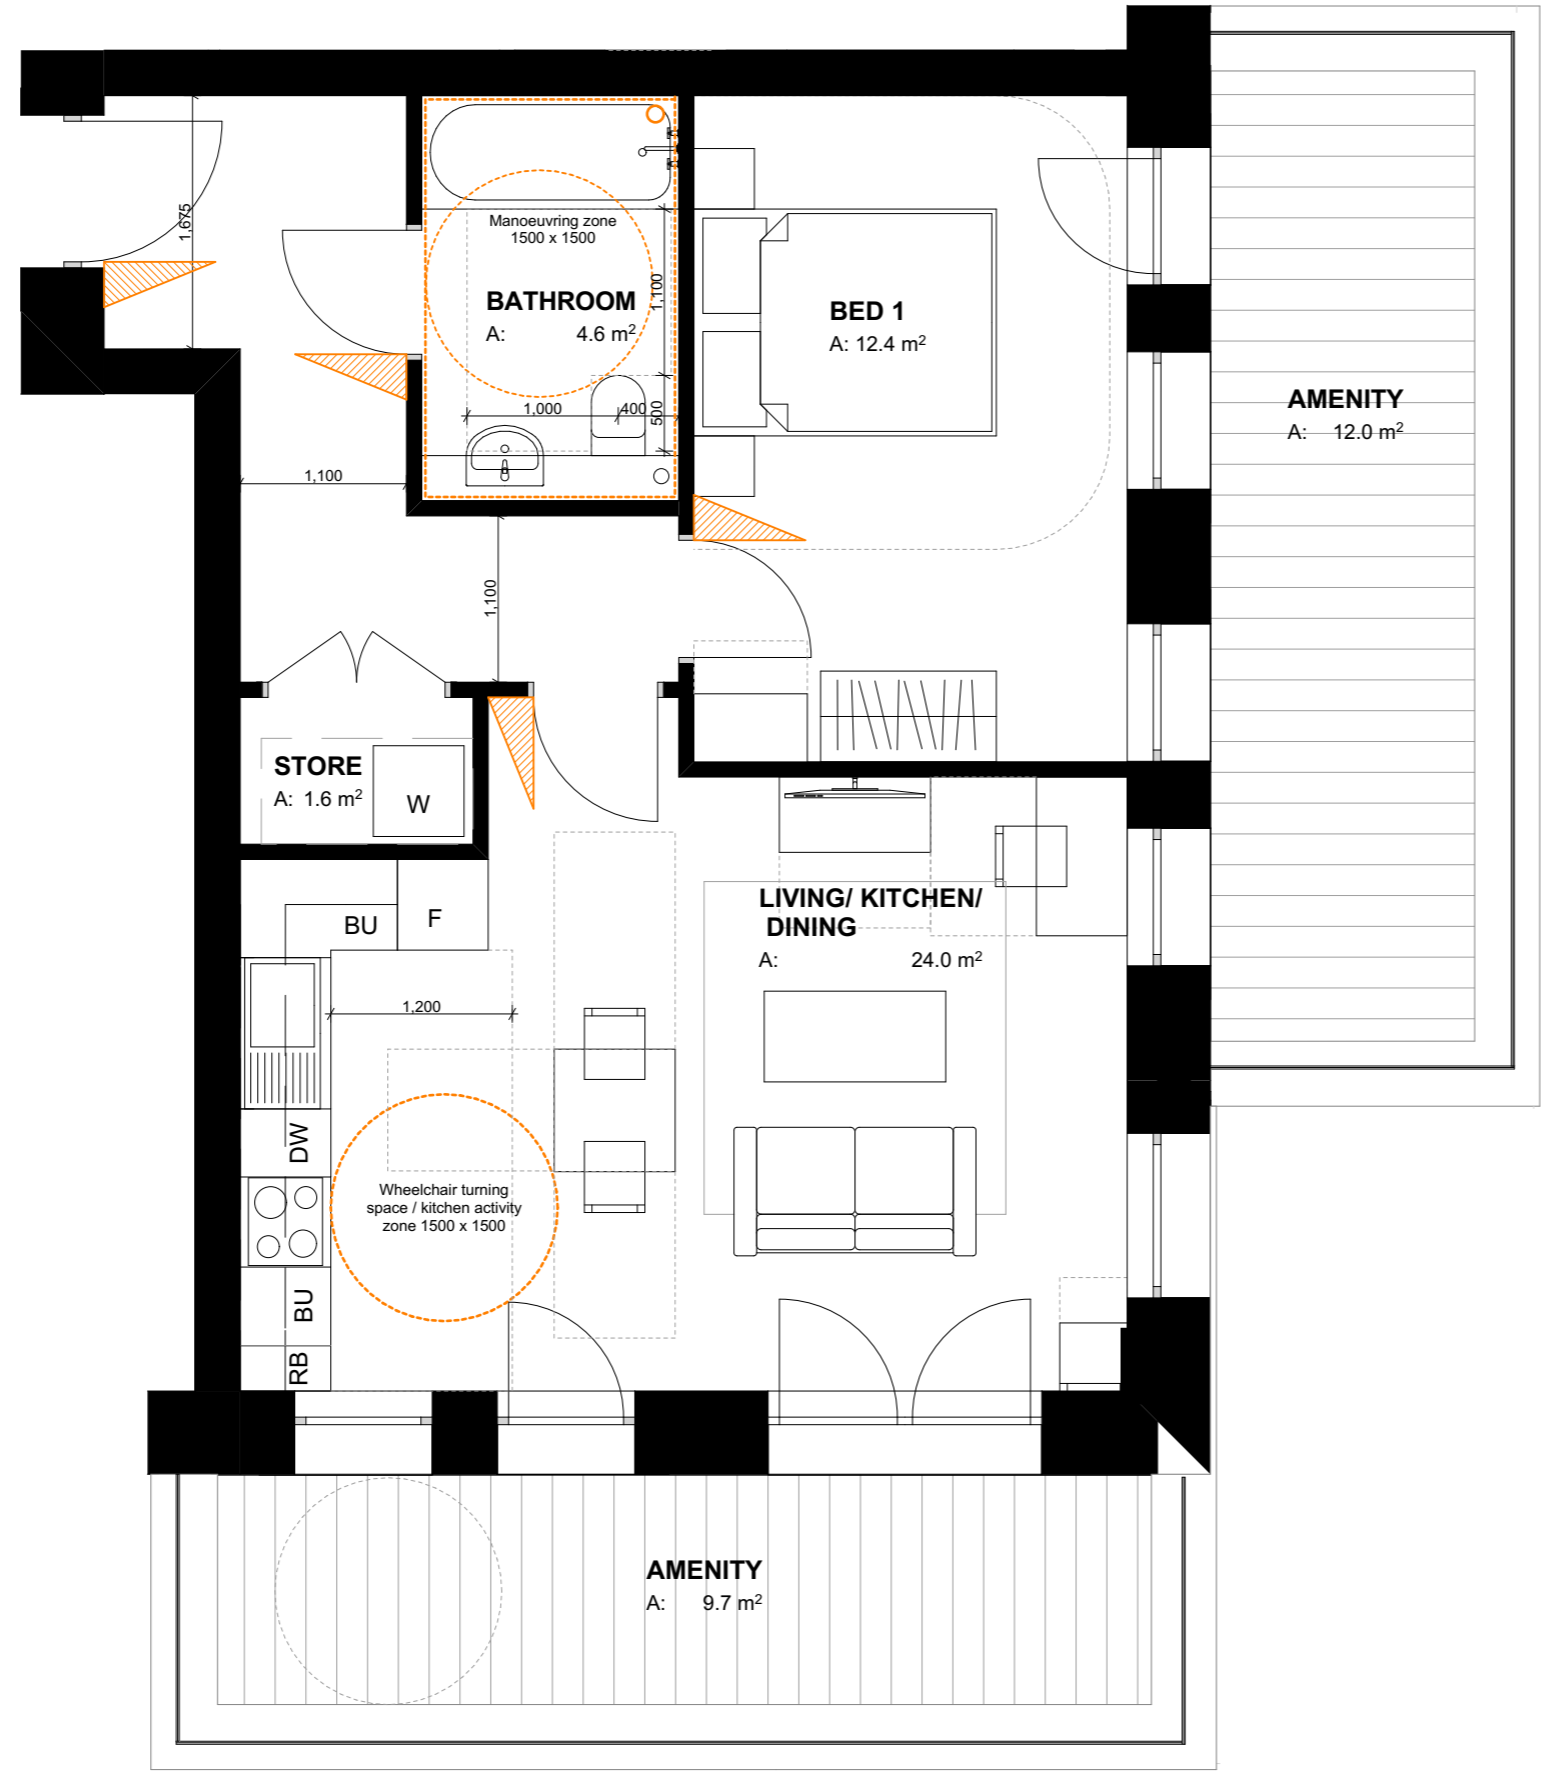 1,675
Manoeuvring zone
1500 x 1500
BATHROOM
A: 4.6 m²
1,100
1,000
400
500
BED 1
A: 12.4 m²
AMENITY
A: 12.0 m²
1,100
1,100
STORE
A: 1.6 m²
W
BU
F
LIVING/ KITCHEN/
DINING
A: 24.0 m²
1,200
DW
Wheelchair turning
space / kitchen activity
zone 1500 x 1500
BU
RB
AMENITY
A: 9.7 m²